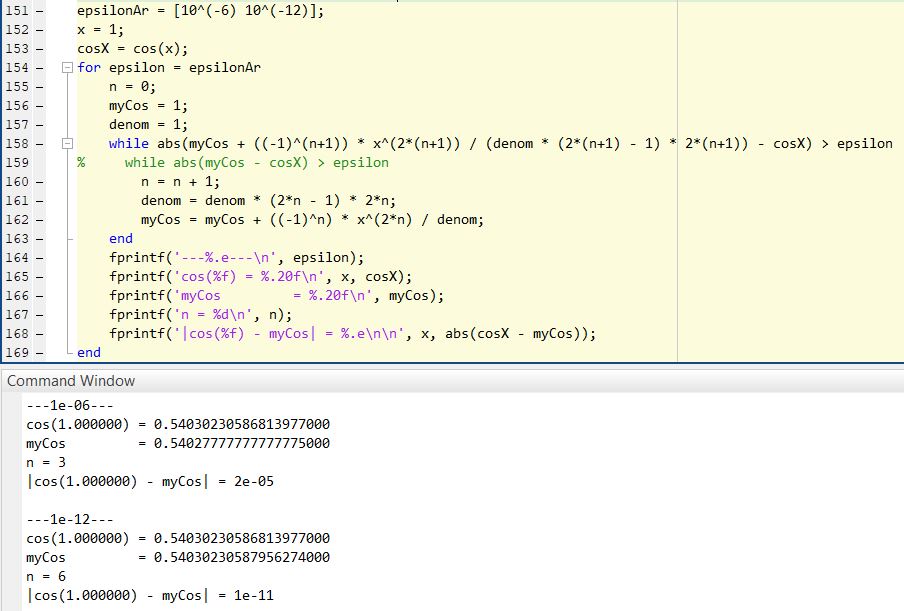 151 – epsilonAr = [10^(-6) 10^(-12)];
152 – x = 1;
153 – cosX = cos(x);
154 – for epsilon = epsilonAr
155 – n = 0;
156 – myCos = 1;
157 – denom = 1;
158 – while abs(myCos + ((-1)^(n+1)) * x^(2*(n+1)) / (denom * (2*(n+1) - 1) * 2*(n+1)) - cosX) > epsilon
159 % while abs(myCos - cosX) > epsilon
160 – n = n + 1;
161 – denom = denom * (2*n - 1) * 2*n;
162 – myCos = myCos + ((-1)^n) * x^(2*n) / denom;
163 – end
164 – fprintf('---%.e---\n', epsilon);
165 – fprintf('cos(%f) = %.20f\n', x, cosX);
166 – fprintf('myCos         = %.20f\n', myCos);
167 – fprintf('n = %d\n', n);
168 – fprintf('|cos(%f) - myCos| = %.e\n\n', x, abs(cosX - myCos));
169 – end
Command Window
---1e-06---
cos(1.000000) = 0.54030230586813977000
myCos         = 0.54027777777777775000
n = 3
|cos(1.000000) - myCos| = 2e-05
---1e-12---
cos(1.000000) = 0.54030230586813977000
myCos         = 0.54030230587956274000
n = 6
|cos(1.000000) - myCos| = 1e-11